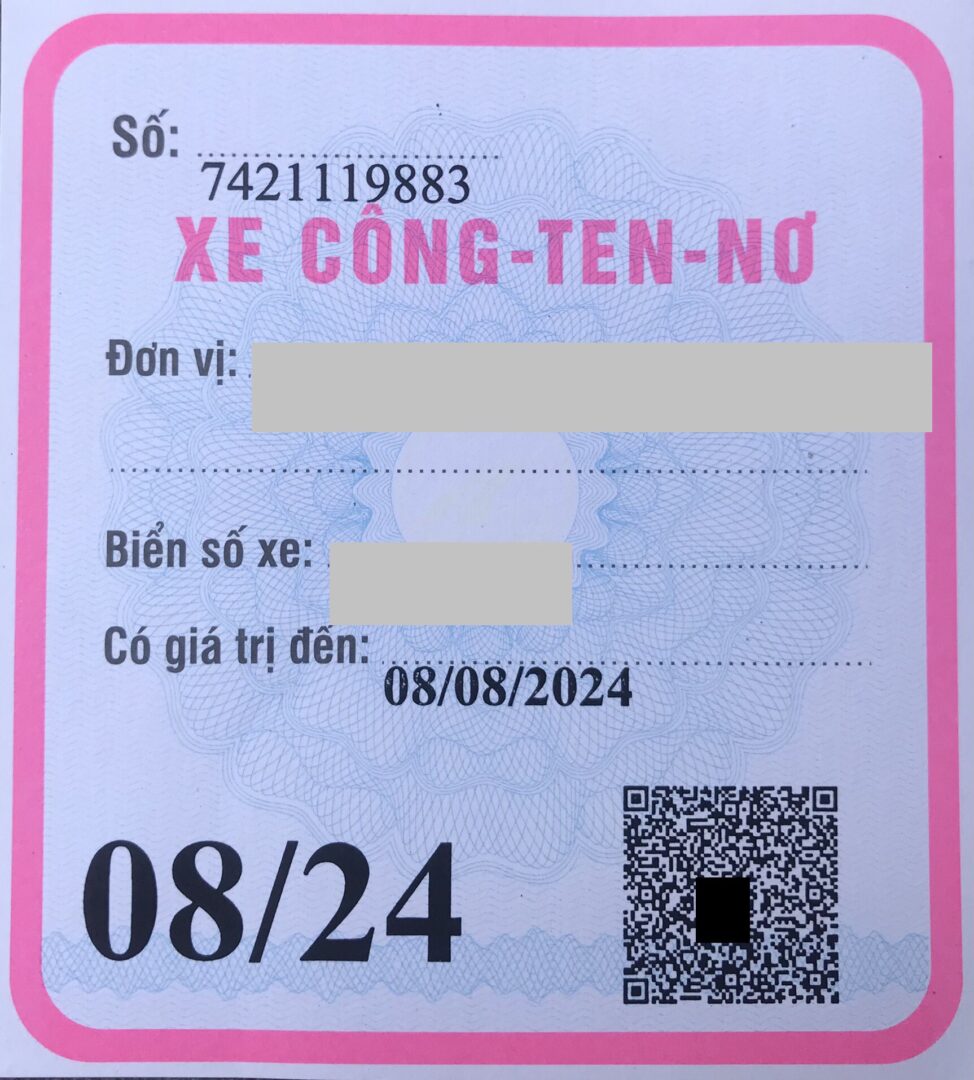 Số:
7421119883
XE CÔNG-TEN-NƠ
Đơn vị:
Biển số xe:
Có giá trị đến:
08/08/2024
08/24